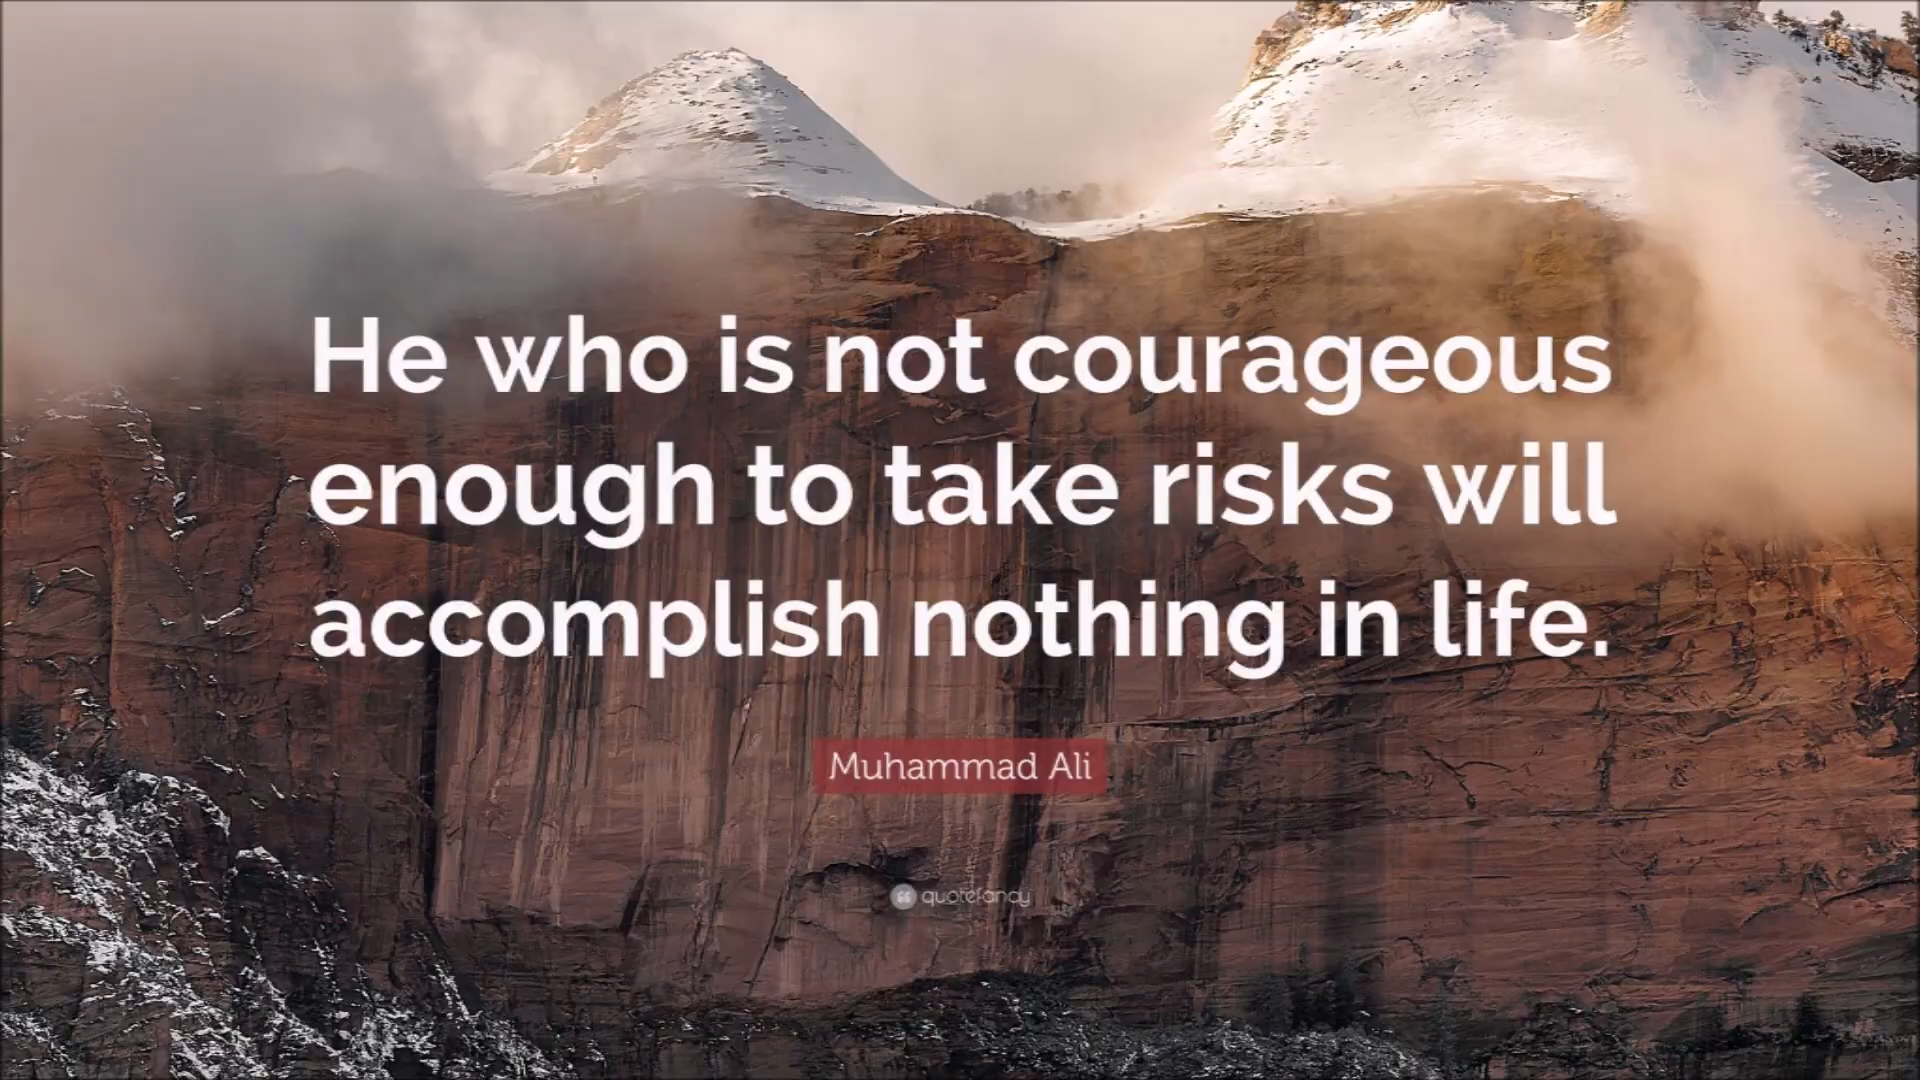 He who is not courageous
enough to take risks will
accomplish nothing in life.
Muhammad Ali
quotefancy